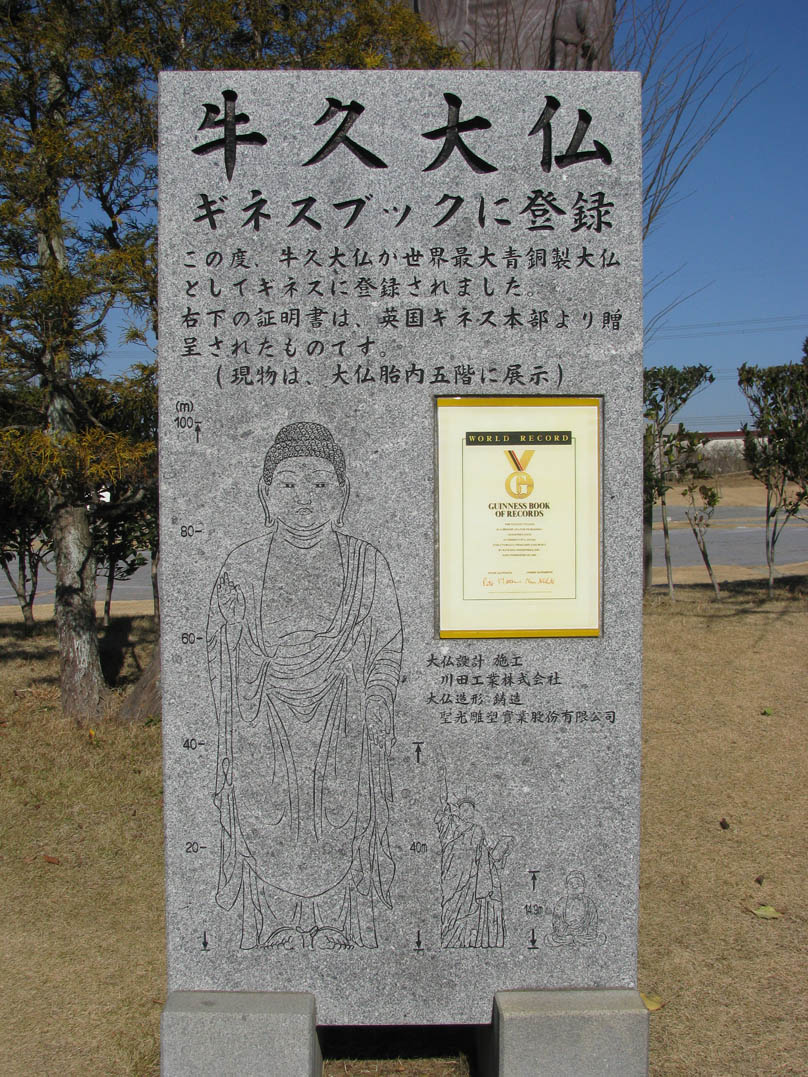 牛久大仏
ギネスブックに登録
この度、牛久大仏が世界最大青銅製大仏
としてギネスに登録されました。
右下の証明書は、英国ギネス本部より贈
呈されたものです。
(現物は、大仏胎内五階に展示)
(m)
100
80
60
40
20
WORLD RECORD
G
GUINNESS BOOK
OF RECORDS
大仏設計 施工
川田工業株式会社
大仏造形 鋳造
聖光雕塑實業股份有限公司
40m
14.9m